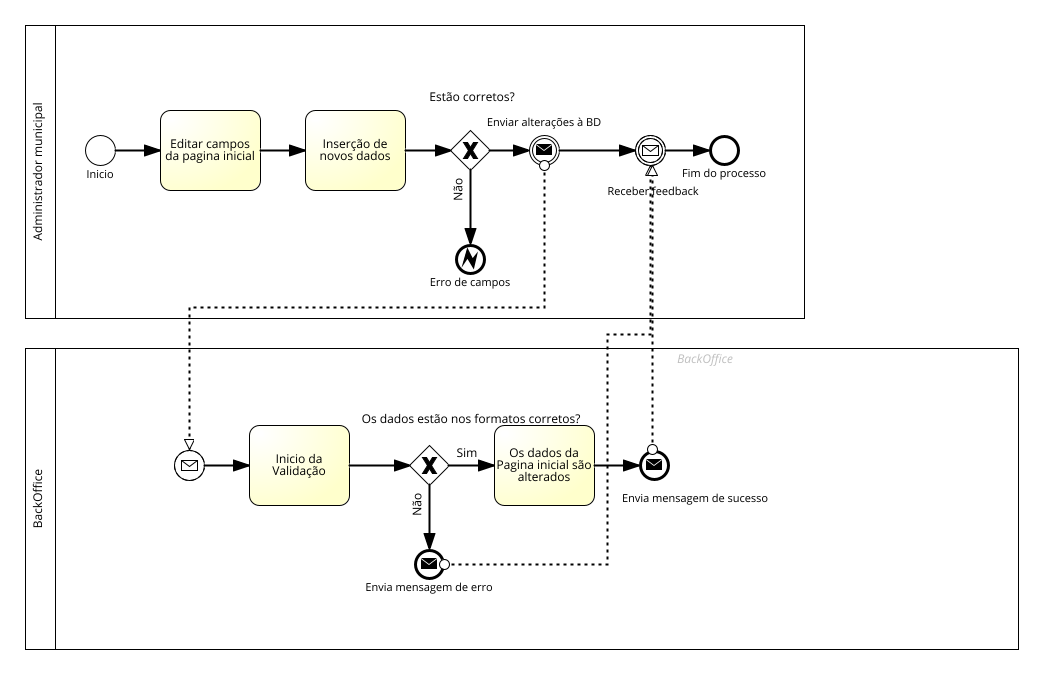 Administrador municipal
Estão corretos?
Enviar alterações à BD
Editar campos
da pagina inicial
Inserção de
novos dados
Inicio
Não
Receber feedback
Fim do processo
Erro de campos
BackOffice
BackOffice
Os dados estão nos formatos corretos?
Inicio da
Validação
Sim
Os dados da
Pagina inicial são
alterados
Não
Envia mensagem de sucesso
Envia mensagem de erro